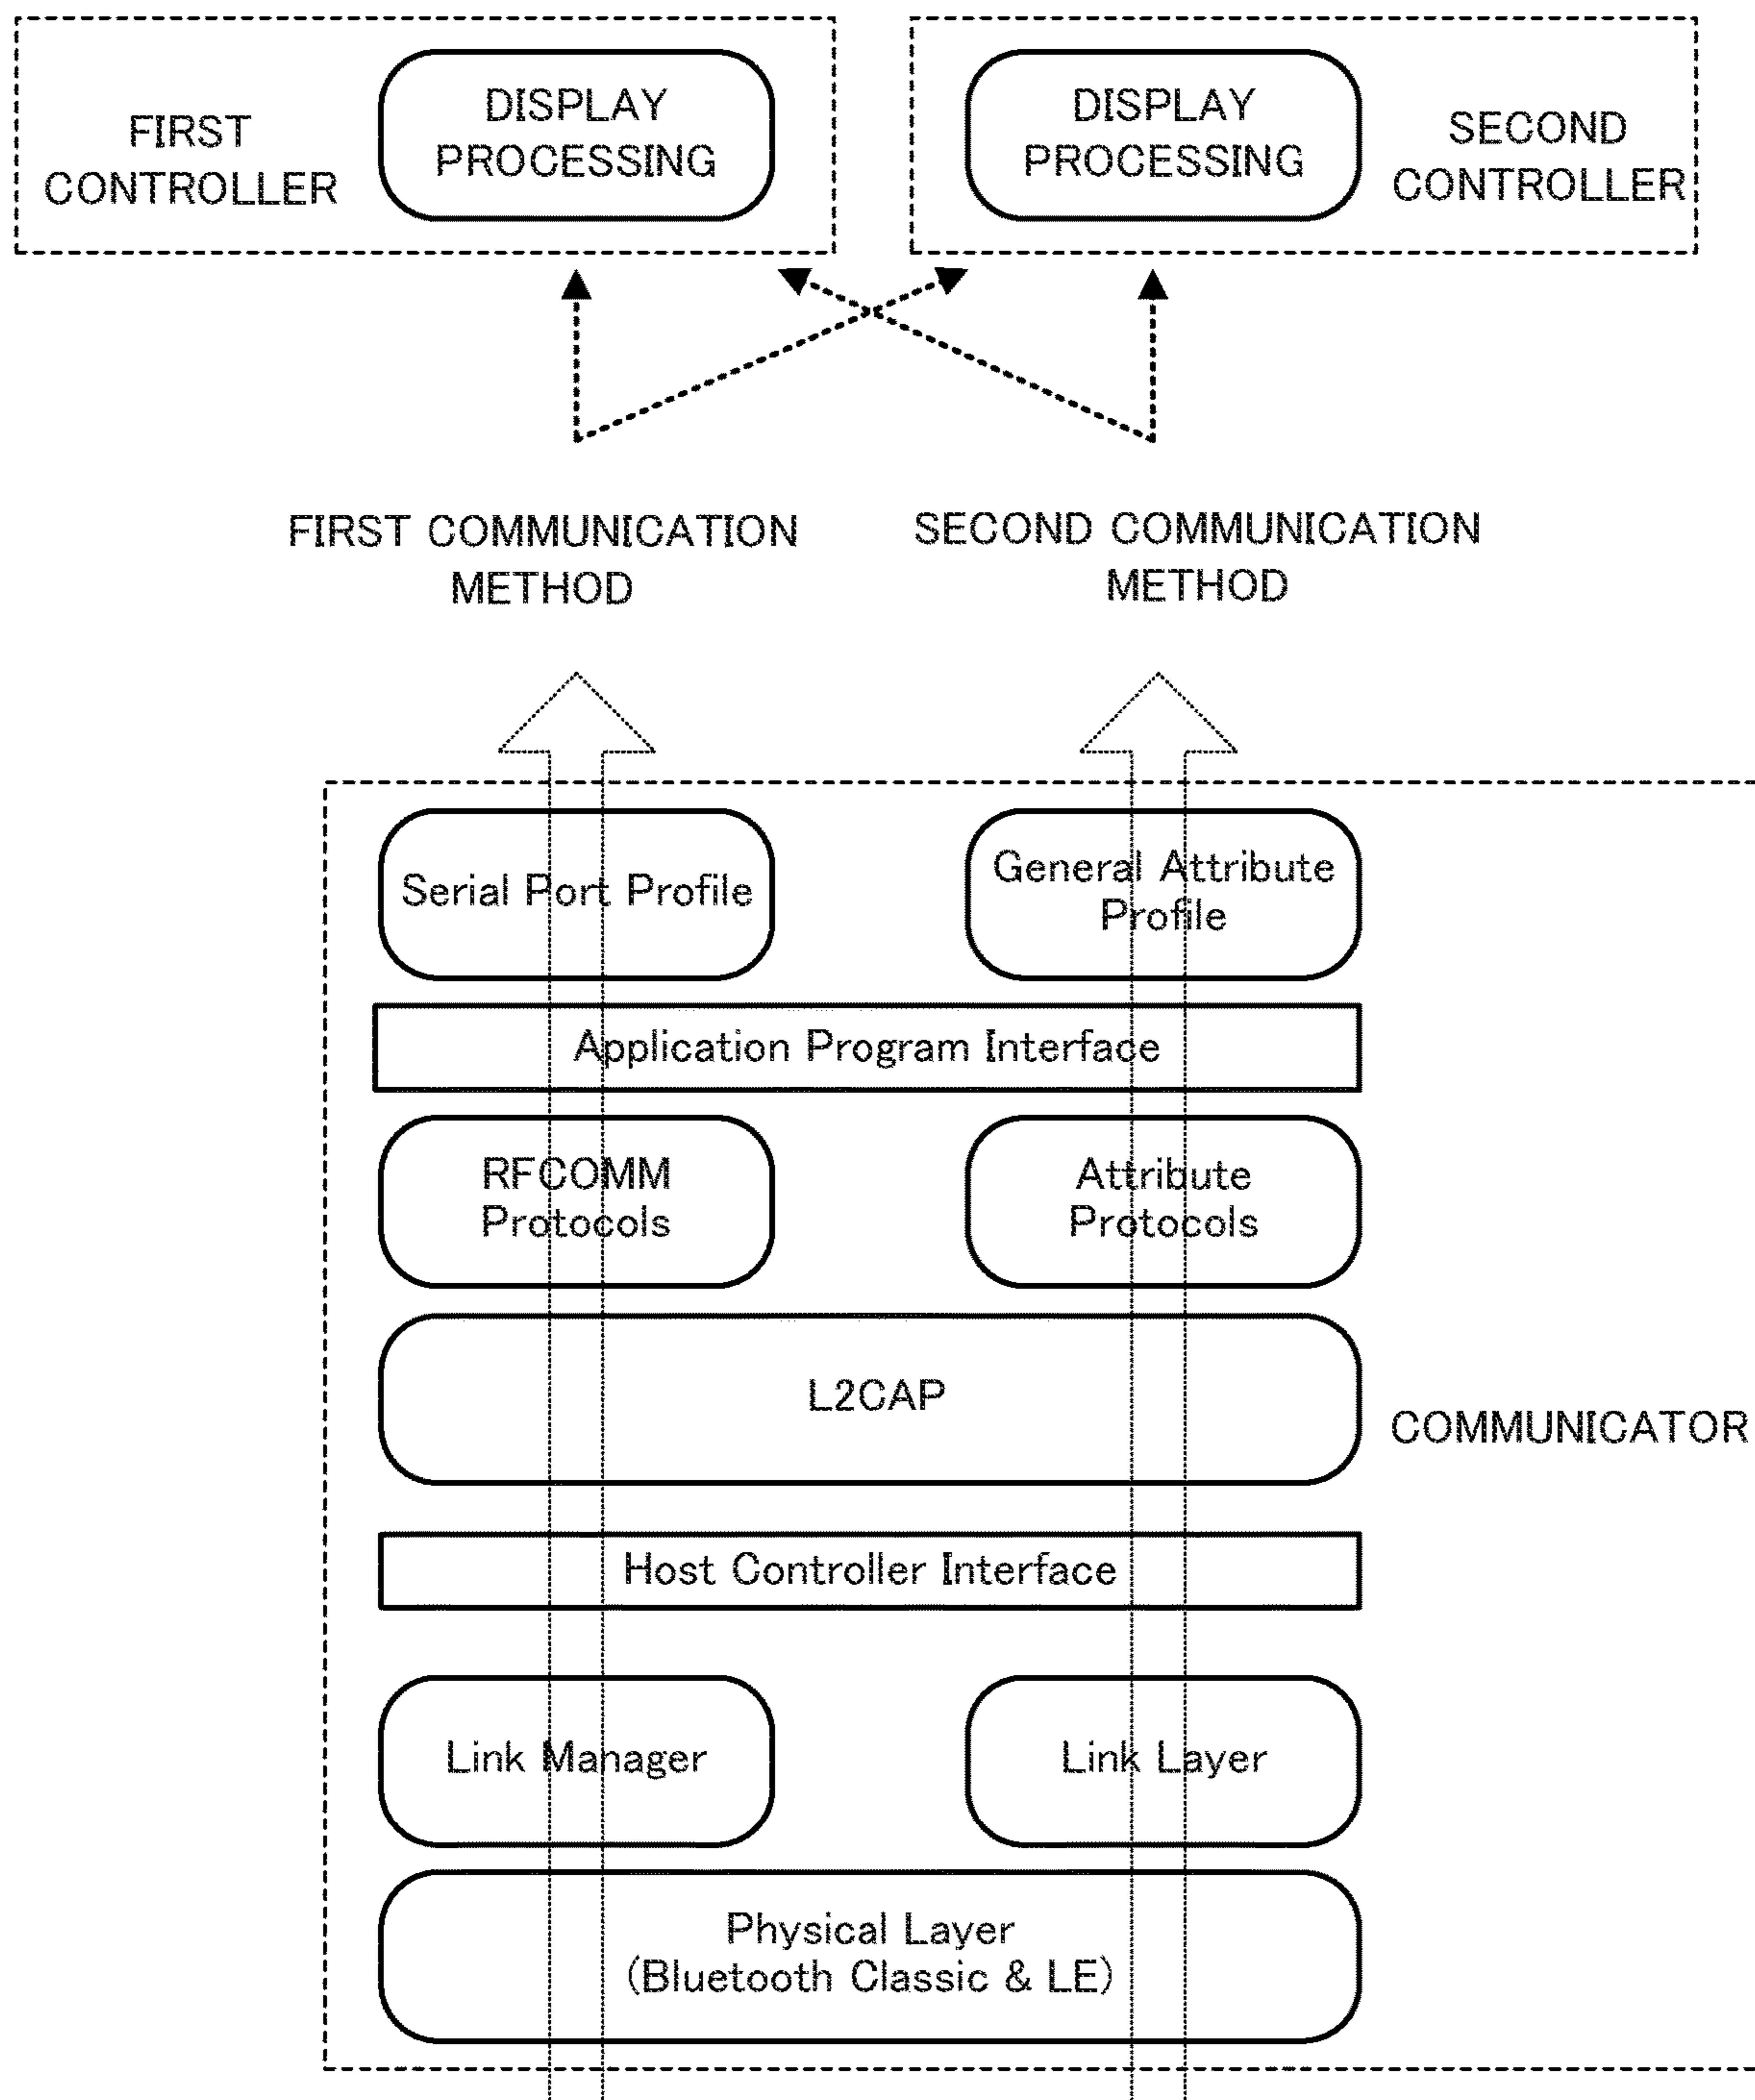 FIRST
CONTROLLER
DISPLAY
PROCESSING
DISPLAY
PROCESSING
SECOND
CONTROLLER
FIRST COMMUNICATION
METHOD
SECOND COMMUNICATION
METHOD
Serial Port Profile
General Attribute
Profile
Application Program Interface
RFCOMM
Protocols
Attribute
Protocols
L2CAP
COMMUNICATOR
Host Controller Interface
Link Manager
Link Layer
Physical Layer
(Bluetooth Classic & LE)